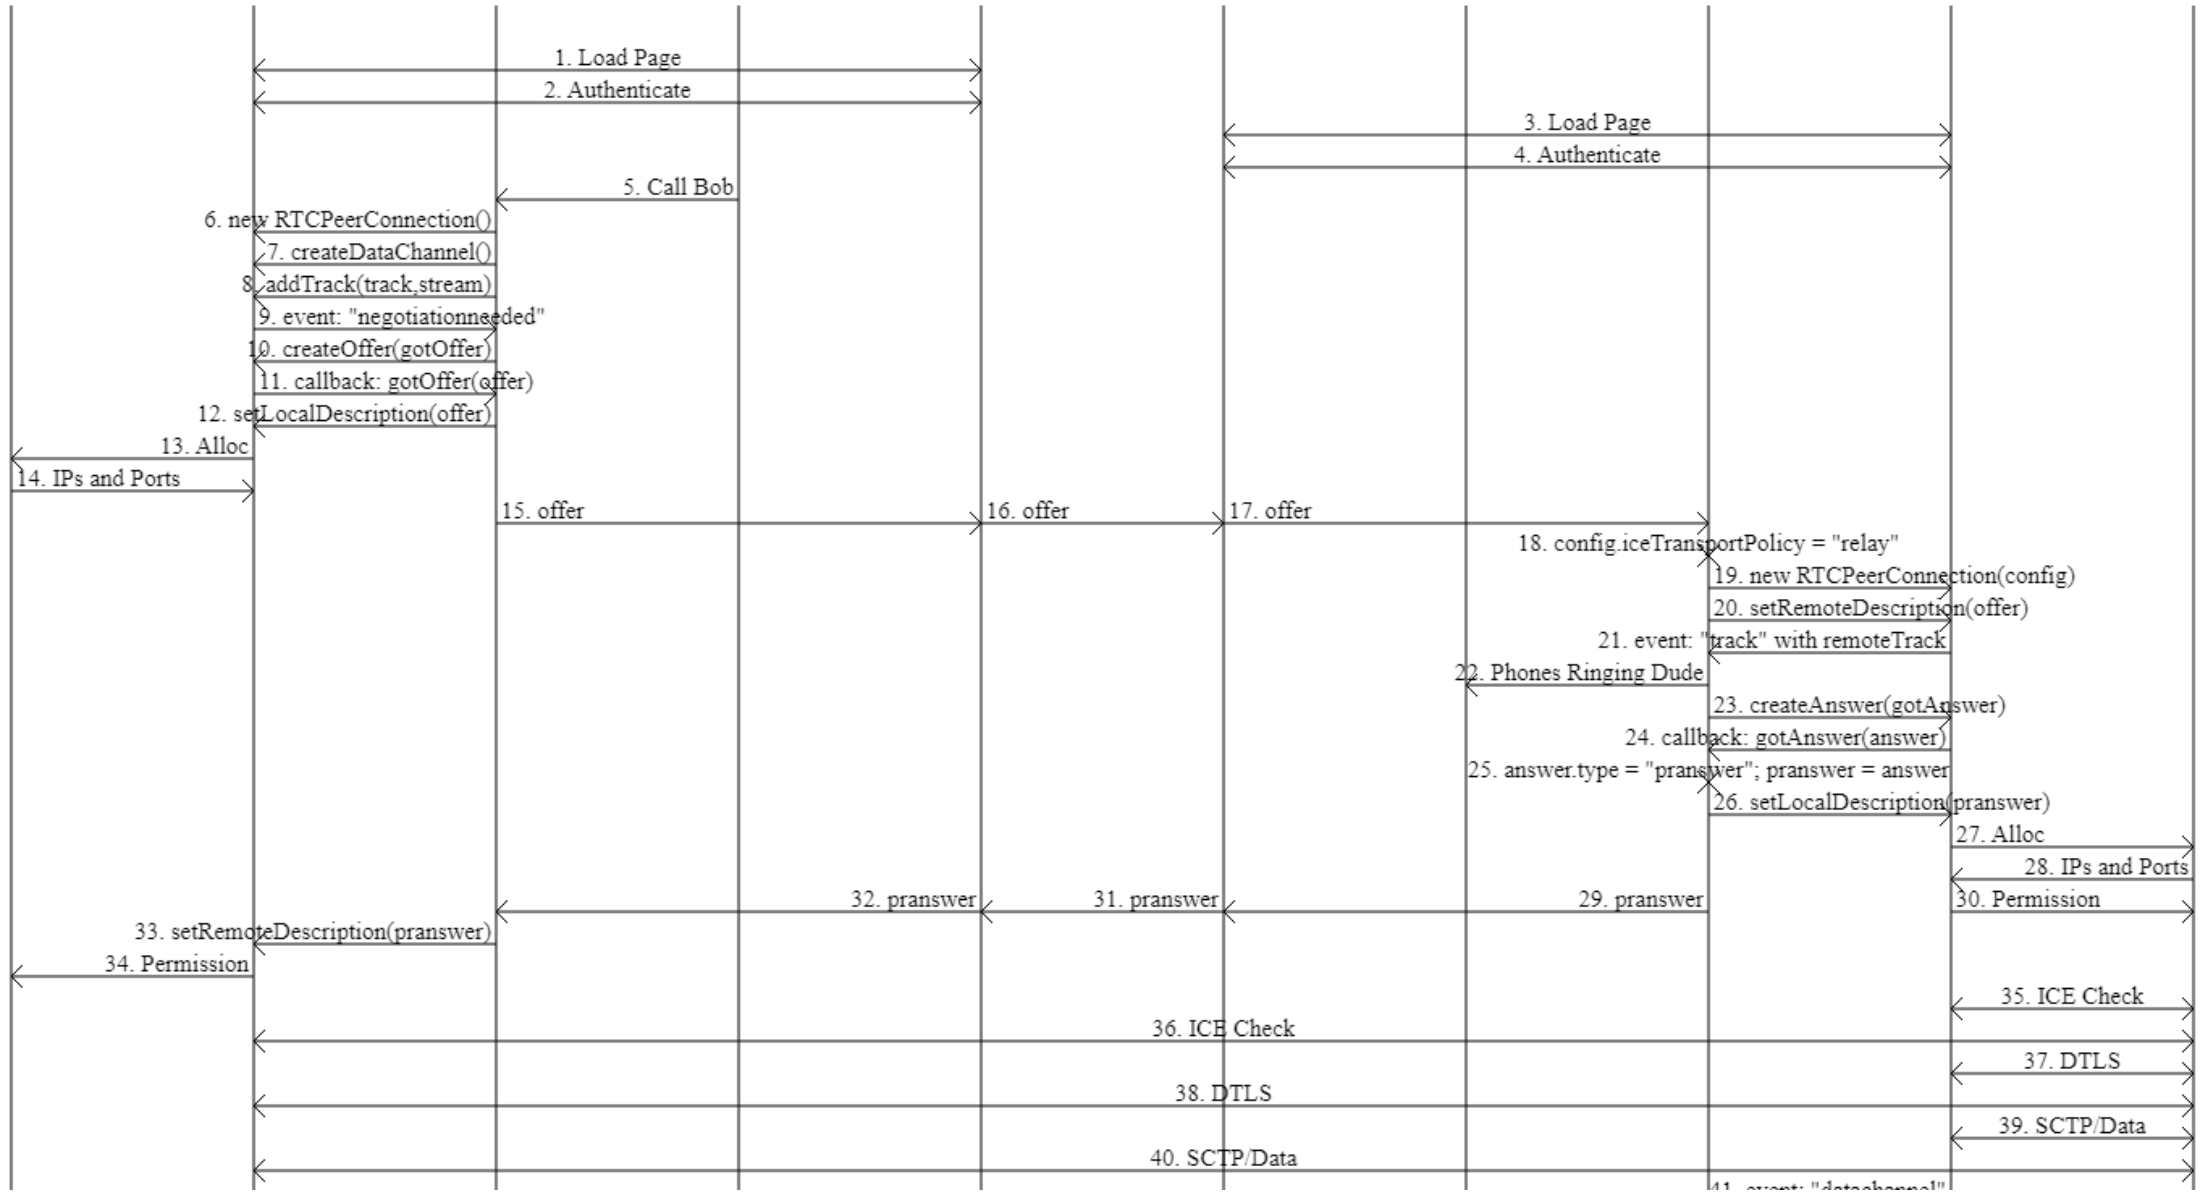 1. Load Page
2. Authenticate
3. Load Page
4. Authenticate
5. Call Bob
6. new RTCPeerConnection()
7. createDataChannel()
8. addTrack(track,stream)
9. event: "negotiationneeded"
10. createOffer(gotOffer)
11. callback: gotOffer(offer)
12. setLocalDescription(offer)
13. Alloc
14. IPs and Ports
15. offer
16. offer
17. offer
18. config.iceTransportPolicy = "relay"
19. new RTCPeerConnection(config)
20. setRemoteDescription(offer)
21. event: "track" with remoteTrack
22. Phones Ringing Dude
23. createAnswer(gotAnswer)
24. callback: gotAnswer(answer)
25. answer.type = "pranswer"; pranswer = answer
26. setLocalDescription(pranswer)
27. Alloc
28. IPs and Ports
32. pranswer
31. pranswer
29. pranswer
30. Permission
33. setRemoteDescription(pranswer)
34. Permission
35. ICE Check
36. ICE Check
37. DTLS
38. DTLS
39. SCTP/Data
40. SCTP/Data
41. event: "datachannel"